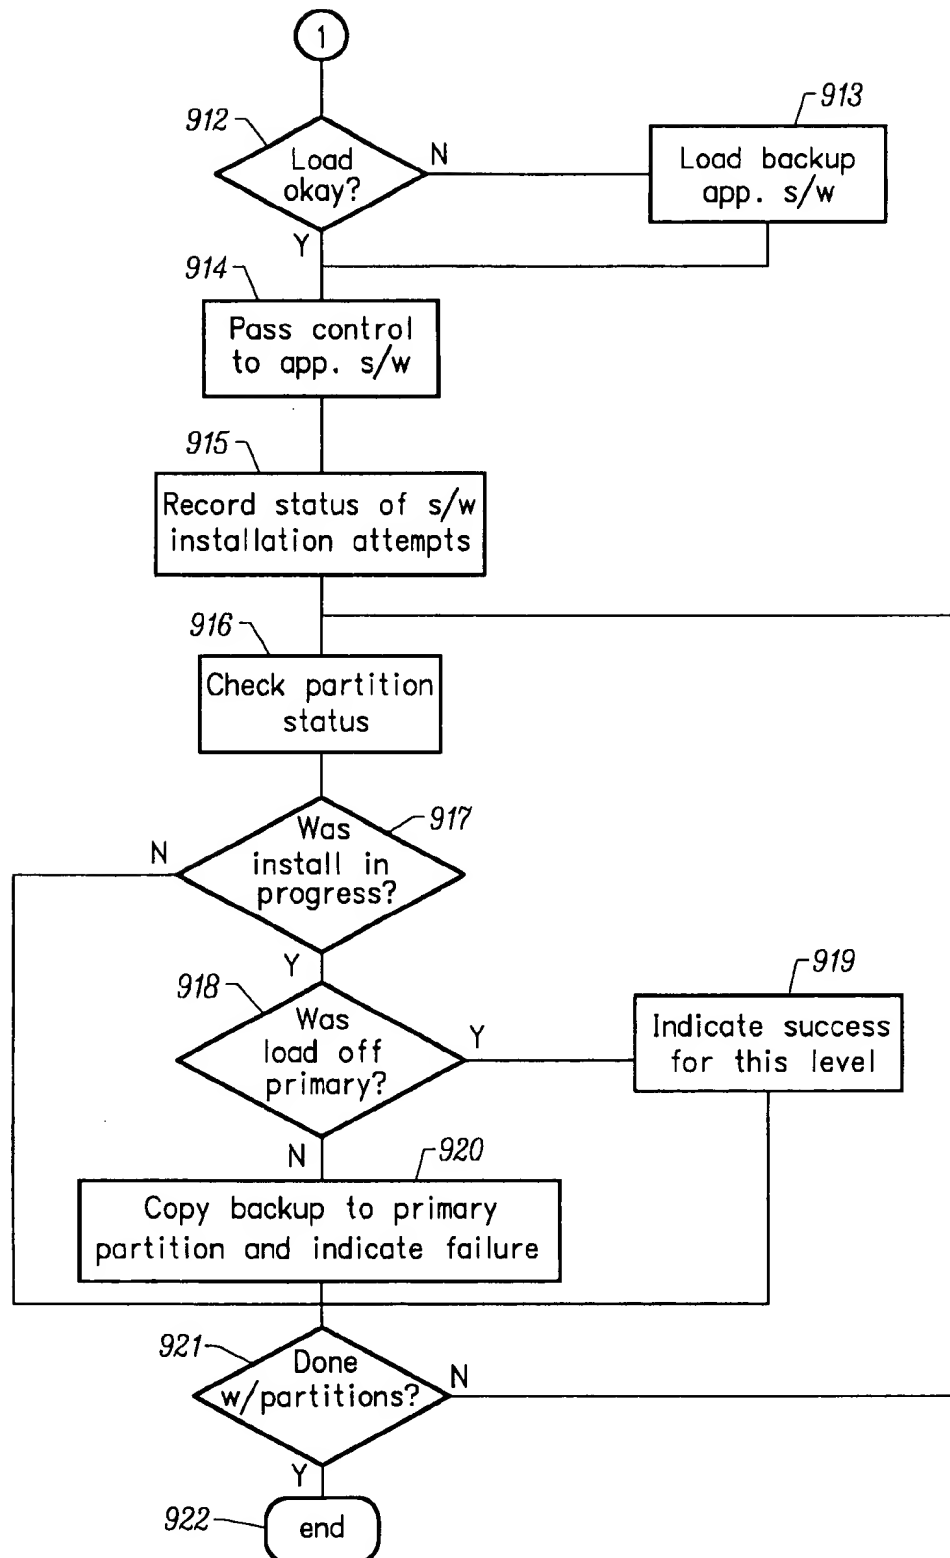 1
912
Load
okay?
N
Y
913
Load backup
app. s/w
914
Pass control
to app. s/w
915
Record status of s/w
installation attempts
916
Check partition
status
917
Was
install in
progress?
N
Y
918
Was
load off
primary?
Y
N
919
Indicate success
for this level
920
Copy backup to primary
partition and indicate failure
921
Done
w/partitions?
N
Y
922
end